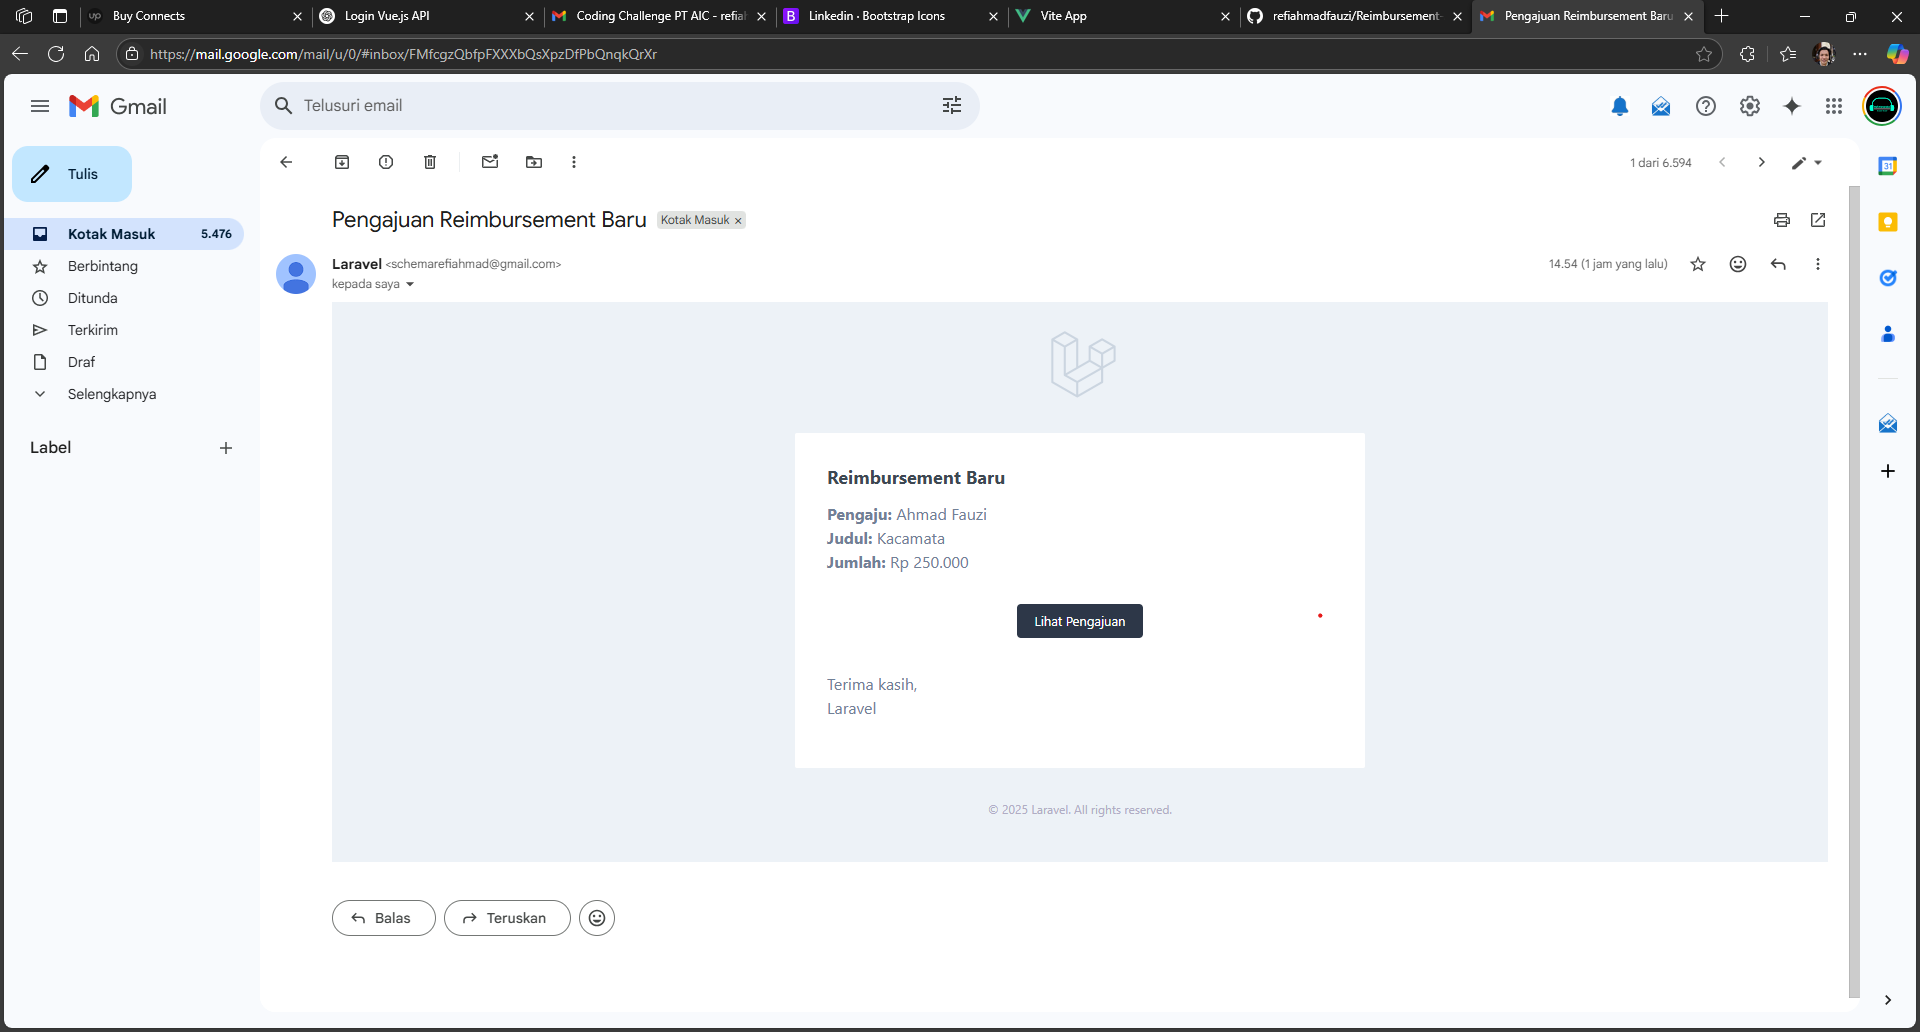 Buy Connects
Login Vue.js API
Coding Challenge PT AIC - refiah
Linkedin · Bootstrap Icons
Vite App
refiahmadfauzi/Reimbursement-
Pengajuan Reimbursement Baru
https://mail.google.com/mail/u/0/#inbox/FMfcgzQbfpFXXXbQsXpzDfPbQnqkQrXr
Gmail
Telusuri email
Tulis
1 dari 6.594
Kotak Masuk 5.476
Berbintang
Ditunda
Terkirim
Draf
Selengkapnya
Label
Pengajuan Reimbursement Baru Kotak Masuk
Laravel <schemarefiahmad@gmail.com>
14.54 (1 jam yang lalu)
kepada saya
Reimbursement Baru
Pengaju: Ahmad Fauzi
Judul: Kacamata
Jumlah: Rp 250.000
Lihat Pengajuan
Terima kasih,
Laravel
© 2025 Laravel. All rights reserved.
Balas
Teruskan